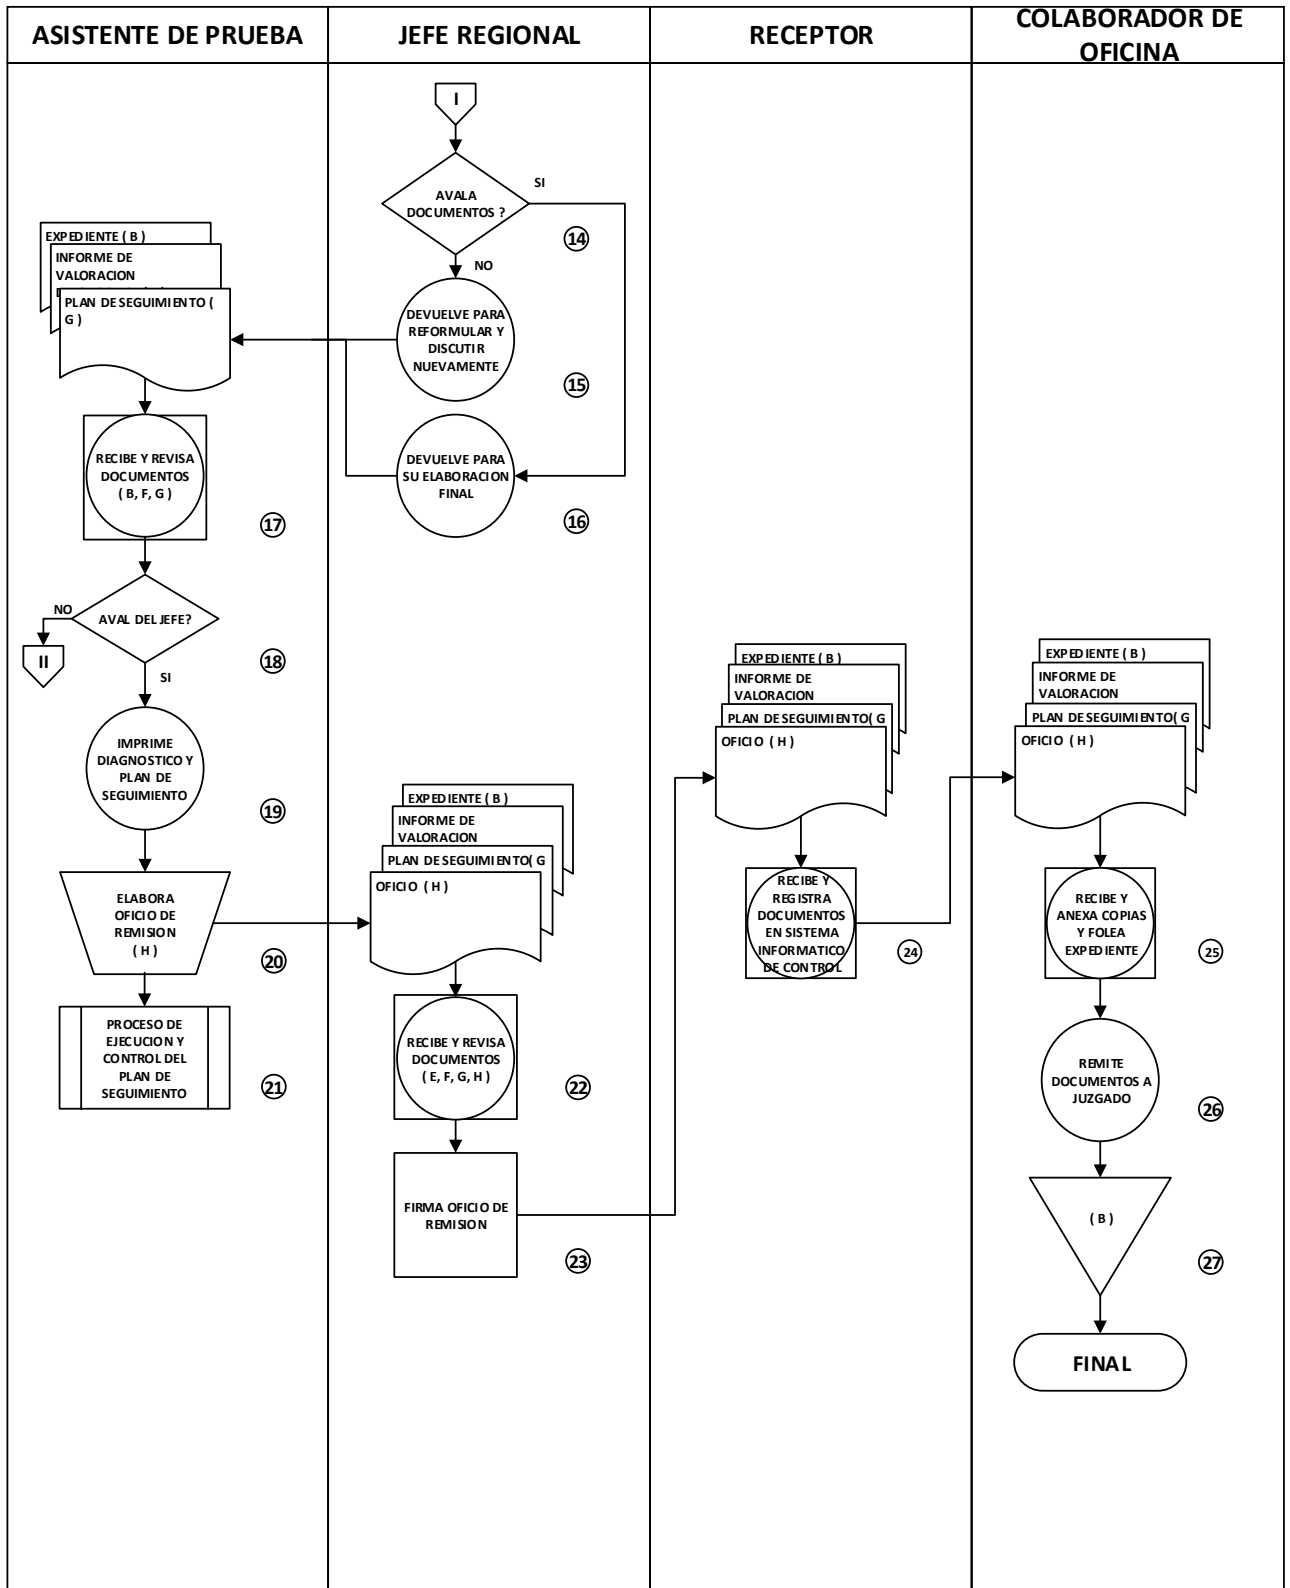 ASISTENTE DE PRUEBA
JEFE REGIONAL
RECEPTOR
COLABORADOR DE
OFICINA
I
AVALA
DOCUMENTOS ?
SI
14
NO
DEVUELVE PARA
REFORMULAR Y
DISCUTIR
NUEVAMENTE
15
DEVUELVE PARA
SU ELABORACION
FINAL
16
EXPEDIENTE ( B )
INFORME DE
VALORACION
PLAN DE SEGUIMIENTO (
G )
RECIBE Y REVISA
DOCUMENTOS
( B, F, G )
17
AVAL DEL JEFE?
NO
II
18
SI
IMPRIME
DIAGNOSTICO Y
PLAN DE
SEGUIMIENTO
19
ELABORA
OFICIO DE
REMISION
( H )
20
PROCESO DE
EJECUCION Y
CONTROL DEL
PLAN DE
SEGUIMIENTO
21
EXPEDIENTE ( B )
INFORME DE
VALORACION
PLAN DE SEGUIMIENTO( G
OFICIO ( H )
RECIBE Y REVISA
DOCUMENTOS
( E, F, G, H )
22
FIRMA OFICIO DE
REMISION
23
EXPEDIENTE ( B )
INFORME DE
VALORACION
PLAN DE SEGUIMIENTO( G
OFICIO ( H )
RECIBE Y
REGISTRA
DOCUMENTOS
EN SISTEMA
INFORMATICO
DE CONTROL
24
EXPEDIENTE ( B )
INFORME DE
VALORACION
PLAN DE SEGUIMIENTO( G
OFICIO ( H )
RECIBE Y
ANEXA COPIAS
Y FOLEA
EXPEDIENTE
25
REMITE
DOCUMENTOS A
JUZGADO
26
( B )
27
FINAL